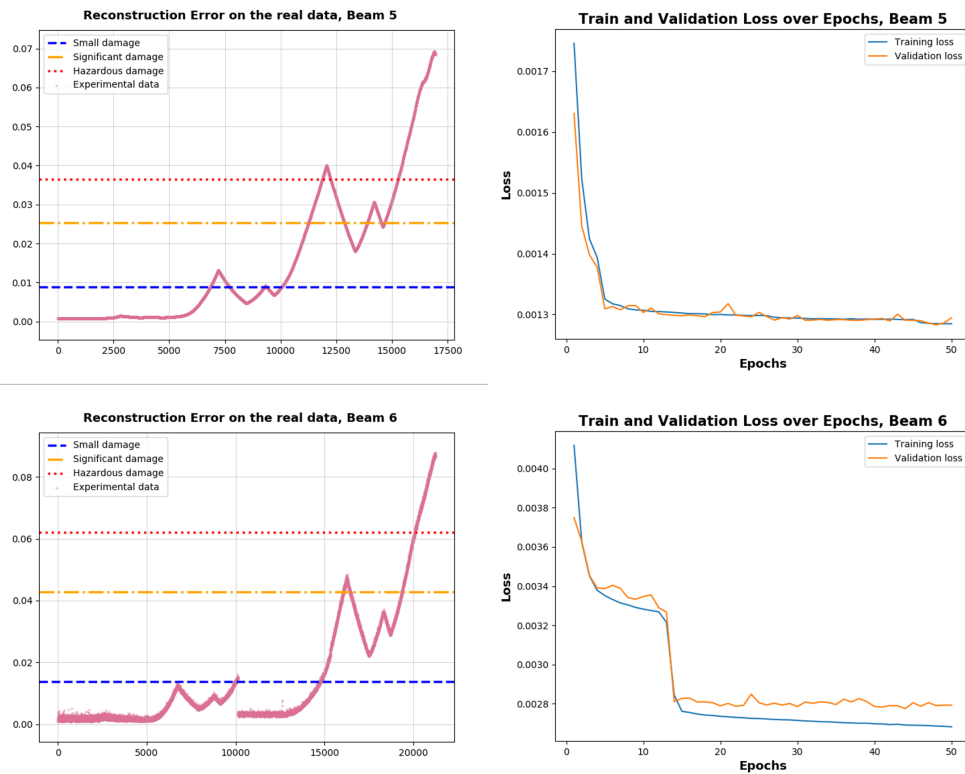 Reconstruction Error on the real data, Beam 5
Small damage
Significant damage
Hazardous damage
Experimental data
0.07
0.06
0.05
0.04
0.03
0.02
0.01
0.00
0 2500 5000 7500 10000 12500 15000 17500
Train and Validation Loss over Epochs, Beam 5
Training loss
Validation loss
Loss
0.0017
0.0016
0.0015
0.0014
0.0013
0 10 20 30 40 50
Epochs
Reconstruction Error on the real data, Beam 6
Small damage
Significant damage
Hazardous damage
Experimental data
0.08
0.06
0.04
0.02
0.00
0 5000 10000 15000 20000
Train and Validation Loss over Epochs, Beam 6
Training loss
Validation loss
Loss
0.0040
0.0038
0.0036
0.0034
0.0032
0.0030
0.0028
0 10 20 30 40 50
Epochs